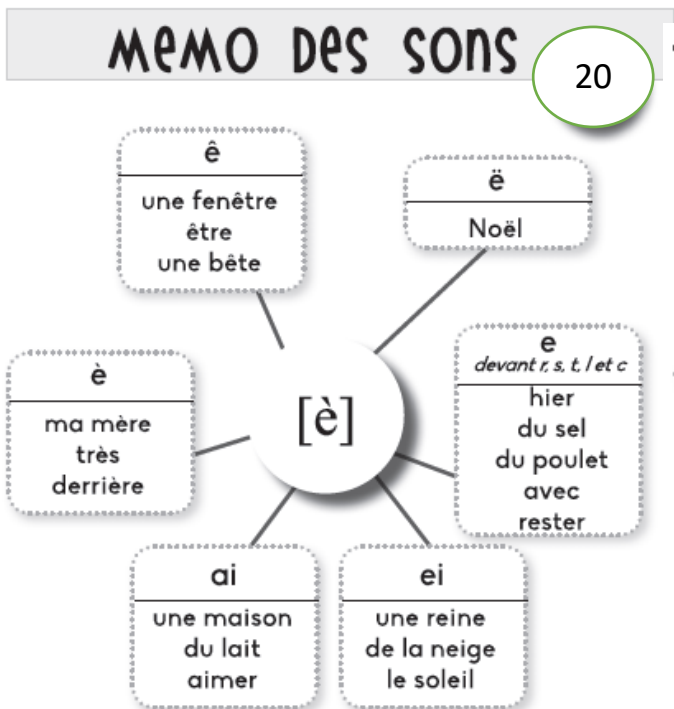 MEMO DES SONS
20
ê
une fenêtre
être
une bête
ë
Noël
è
ma mère
très
derrière
[è]
e
devant r, s, t, l et c
hier
du sel
du poulet
avec
rester
ai
une maison
du lait
aimer
ei
une reine
de la neige
le soleil